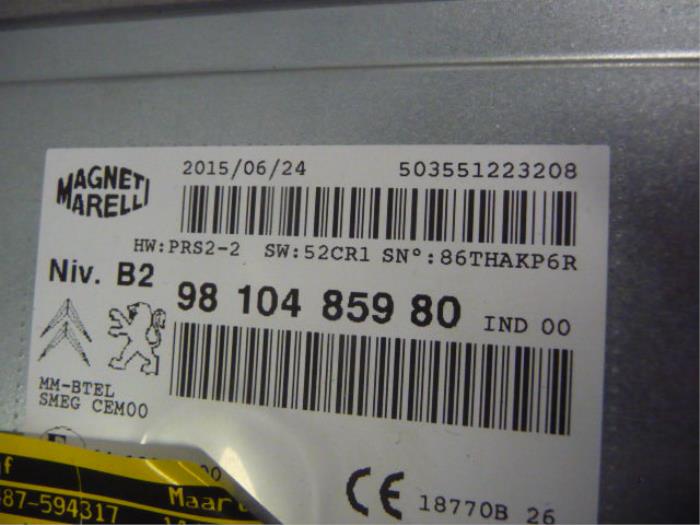 MAGNETI MARELLI
2015/06/24 503551223208
HW:PRS2-2 SW:52CR1 SN°:86THAKP6R
Niv. B2
98 104 859 80 IND 00
MM-BTEL
SMEG CEM00
E
CE 18770B 26
87-594317 Maar